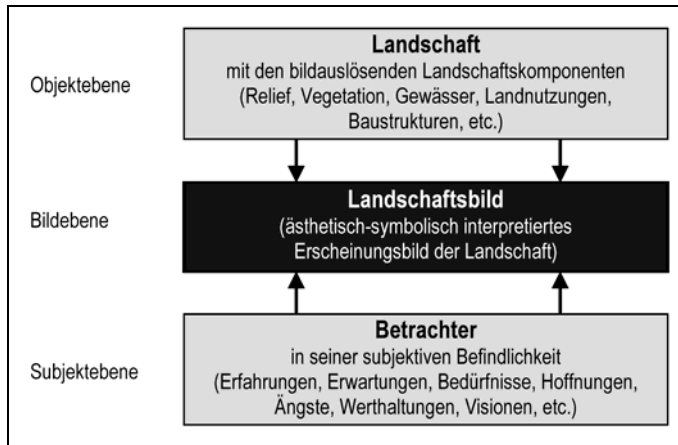 Objektebene
Landschaft
mit den bildauslösenden Landschaftskomponenten
(Relief, Vegetation, Gewässer, Landnutzungen,
Baustrukturen, etc.)
Bildebene
Landschaftsbild
(ästhetisch-symbolisch interpretiertes
Erscheinungsbild der Landschaft)
Subjektebene
Betrachter
in seiner subjektiven Befindlichkeit
(Erfahrungen, Erwartungen, Bedürfnisse, Hoffnungen,
Ängste, Werthaltungen, Visionen, etc.)